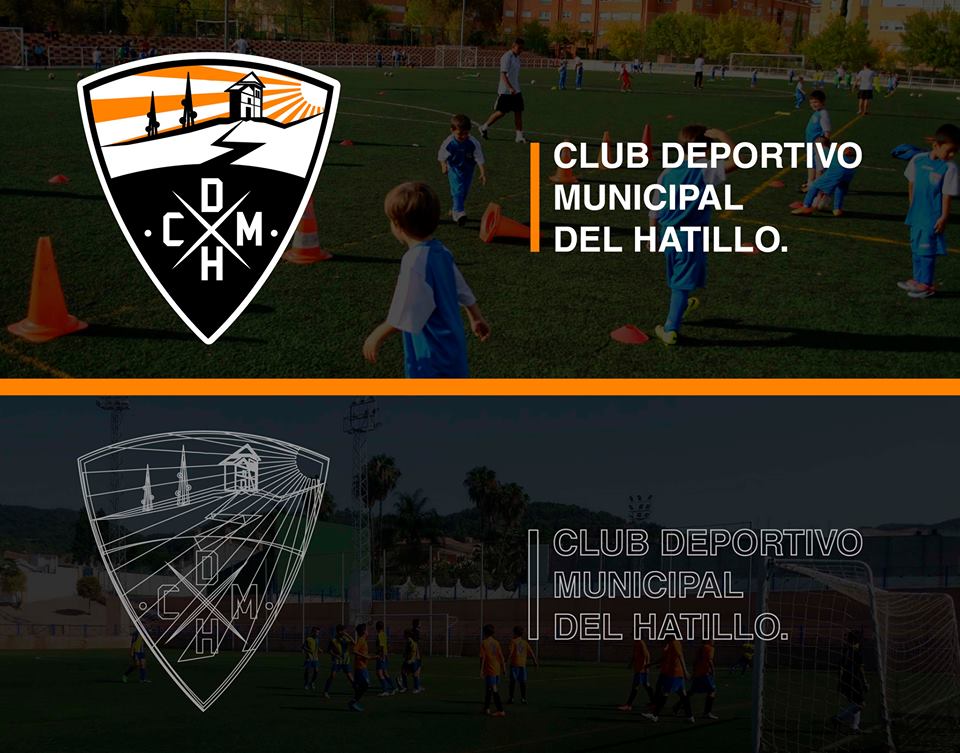 D
C M
H
CLUB DEPORTIVO
MUNICIPAL
DEL HATILLO.
D
C M
H
CLUB DEPORTIVO
MUNICIPAL
DEL HATILLO.